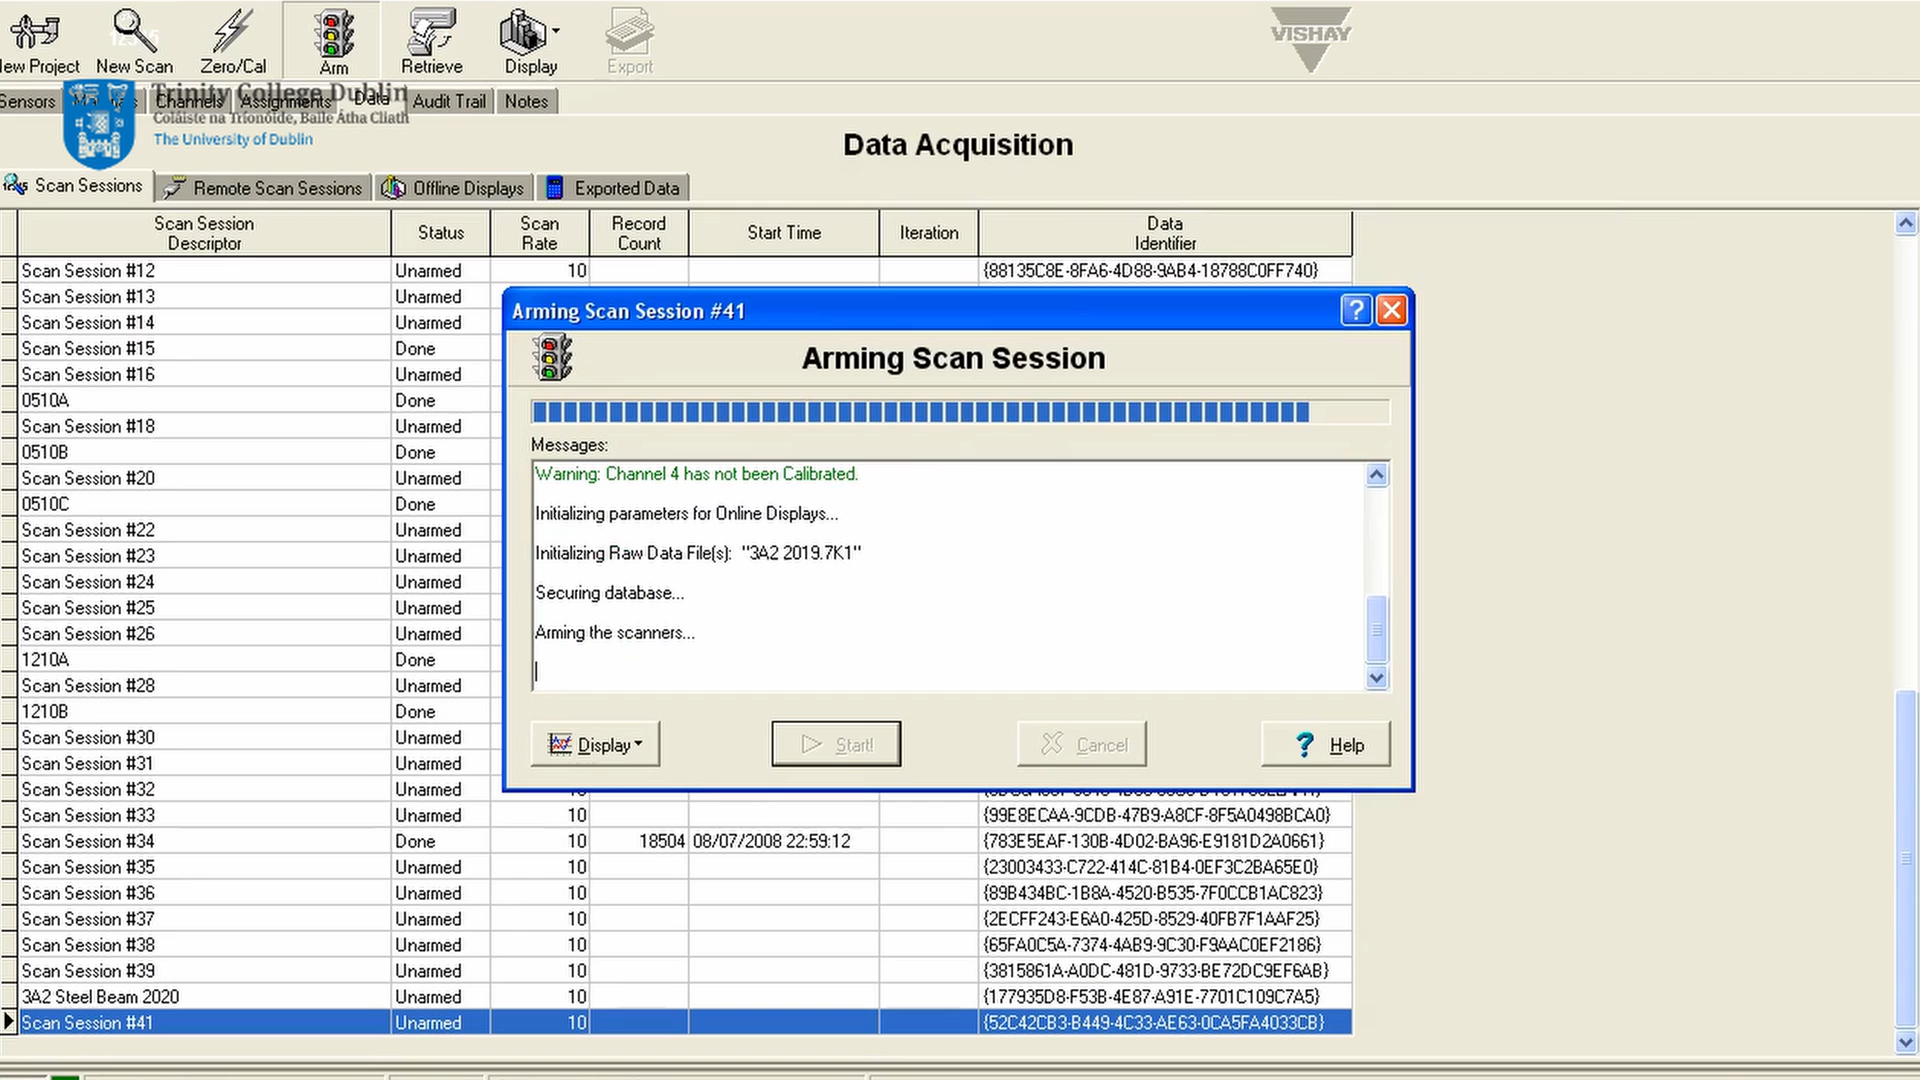 VISHAY
New Project New Scan Zero/Cal Arm Retrieve Display Export
Trinity College Dublin
Coláiste na Tríonóide, Baile Átha Cliath
The University of Dublin
Sensors Channels Assignments Data Audit Trail Notes
Data Acquisition
Scan Sessions Remote Scan Sessions Offline Displays Exported Data
Scan Session Descriptor Status Scan Rate Record Count Start Time Iteration Data Identifier
Scan Session #12 Unarmed 10 {88135C8E-8FA6-4D88-9AB4-18788C0FF740}
Scan Session #13 Unarmed
Scan Session #14 Unarmed
Scan Session #15 Done
Scan Session #16 Unarmed
0510A Done
Scan Session #18 Unarmed
0510B Done
Scan Session #20 Unarmed
0510C Done
Scan Session #22 Unarmed
Scan Session #23 Unarmed
Scan Session #24 Unarmed
Scan Session #25 Unarmed
Scan Session #26 Unarmed
1210A Done
Scan Session #28 Unarmed
1210B Done
Scan Session #30 Unarmed
Scan Session #31 Unarmed
Scan Session #32 Unarmed
Scan Session #33 Unarmed 10 {99E8ECAA-9CDB-47B9-A8CF-8F5A0498BCA0}
Scan Session #34 Done 10 18504 08/07/2008 22:59:12 {783E5EAF-130B-4D02-BA96-E9181D2A0661}
Scan Session #35 Unarmed 10 {23003433-C722-414C-81B4-0EF3C2BA65E0}
Scan Session #36 Unarmed 10 {89B434BC-1B8A-4520-B535-7F0CCB1AC823}
Scan Session #37 Unarmed 10 {2ECFF243-E6A0-425D-8529-40FB7F1AAF25}
Scan Session #38 Unarmed 10 {65FA0C5A-7374-4AB9-9C30-F9AAC0EF2186}
Scan Session #39 Unarmed 10 {3815861A-A0DC-481D-9733-BE72DC9EF6AB}
3A2 Steel Beam 2020 Unarmed 10 {177935D8-F53B-4E87-A91E-7701C109C7A5}
Scan Session #41 Unarmed 10 {52C42CB3-B449-4C33-AE63-0CA5FA4033CB}
Arming Scan Session #41
Arming Scan Session
Messages:
Warning: Channel 4 has not been Calibrated.
Initializing parameters for Online Displays...
Initializing Raw Data File(s): "3A2 2019.7K1"
Securing database...
Arming the scanners...
Display Start! Cancel Help